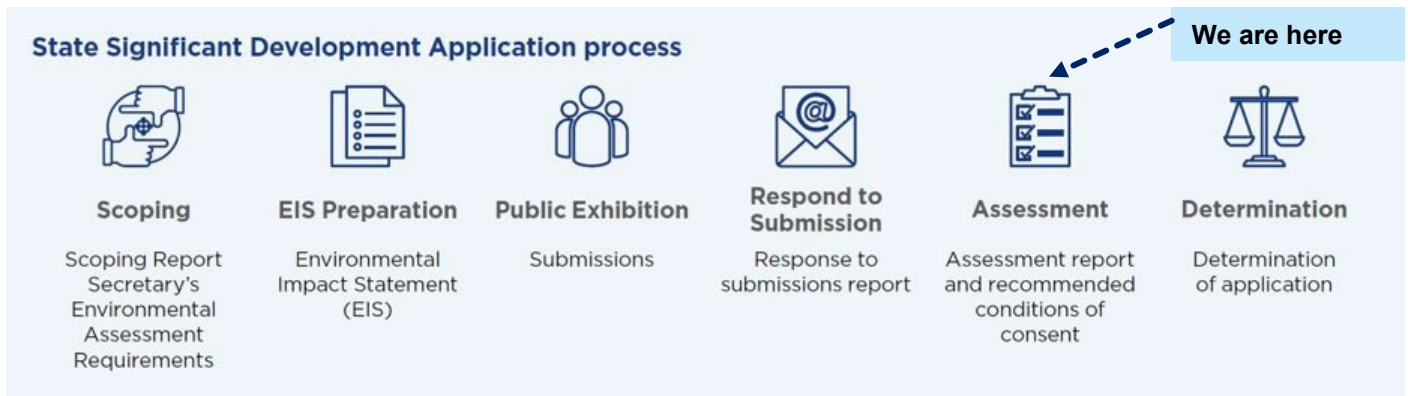 We are here
State Significant Development Application process
@
Scoping
Scoping Report
Secretary's
Environmental
Assessment
Requirements
EIS Preparation
Environmental
Impact Statement
(EIS)
Public Exhibition
Submissions
Respond to
Submission
Response to
submissions report
Assessment
Assessment report
and recommended
conditions of
consent
Determination
Determination
of application